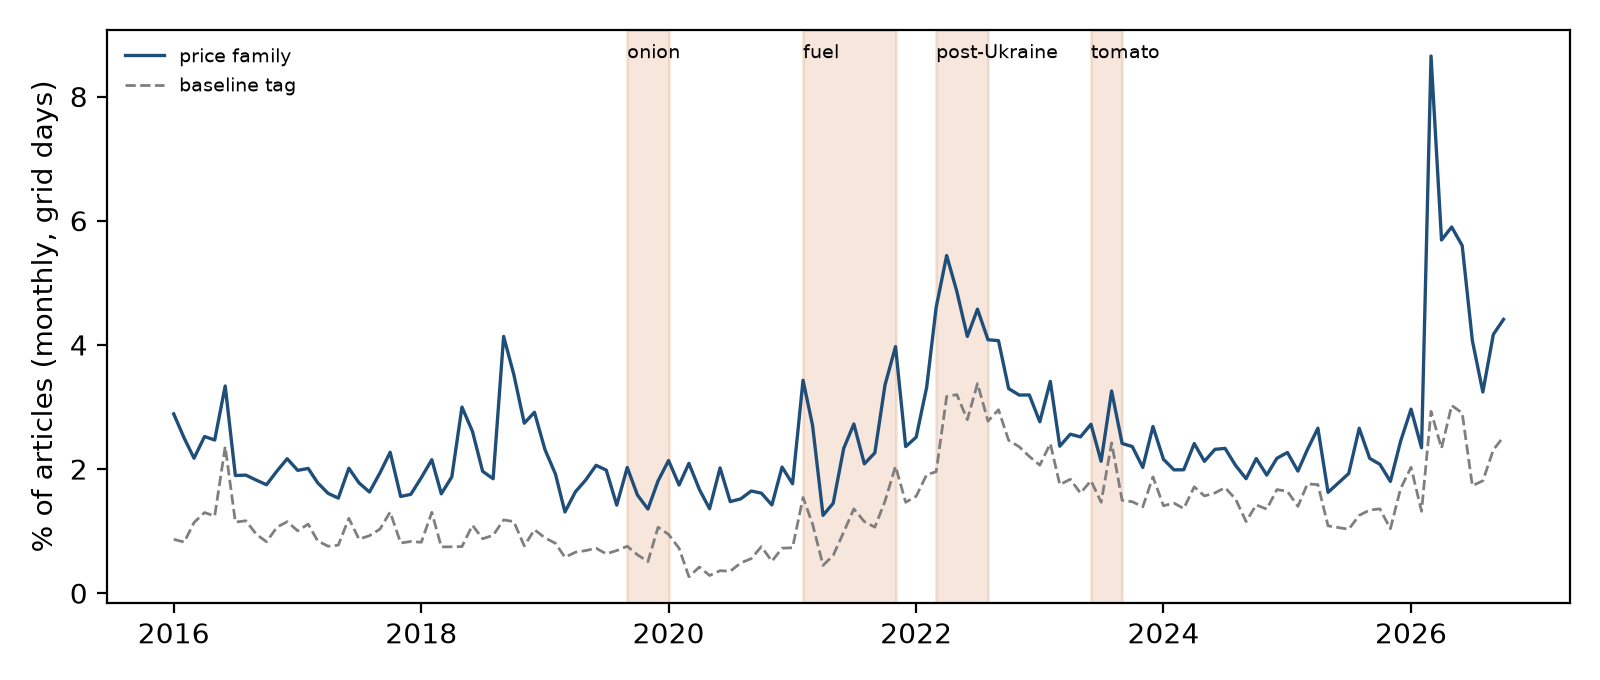 onion
fuel
post-Ukraine
tomato
price family
baseline tag
% of articles (monthly, grid days)
8
6
4
2
0
2016
2018
2020
2022
2024
2026